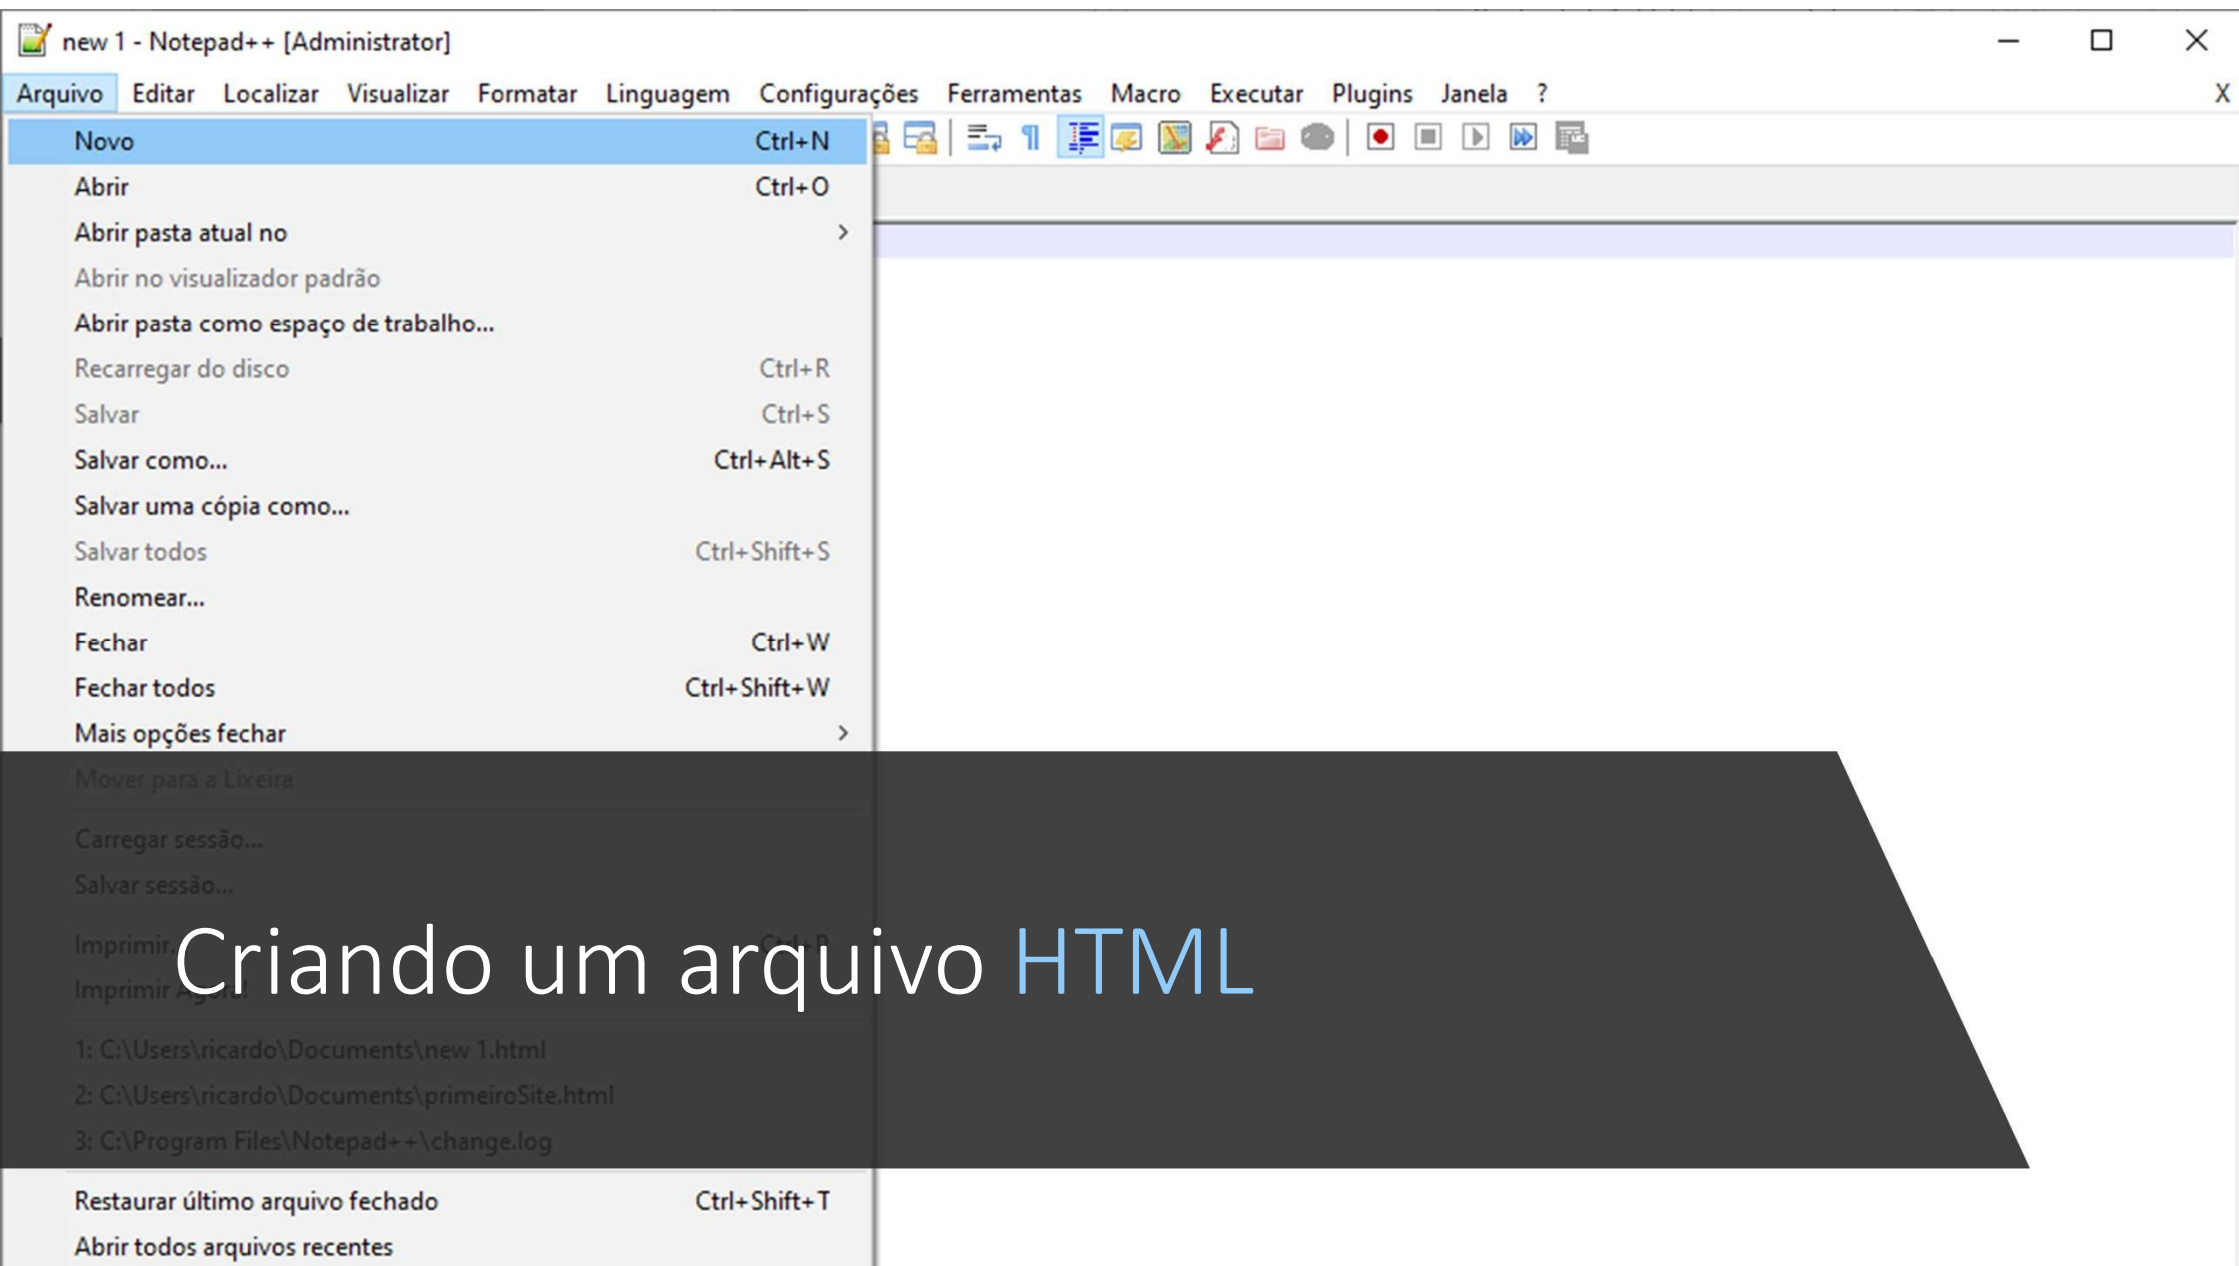 new 1 - Notepad++ [Administrator]
Arquivo Editar Localizar Visualizar Formatar Linguagem Configurações Ferramentas Macro Executar Plugins Janela ? X
Novo Ctrl+N
Abrir Ctrl+O
Abrir pasta atual no >
Abrir no visualizador padrão
Abrir pasta como espaço de trabalho...
Recarregar do disco Ctrl+R
Salvar Ctrl+S
Salvar como... Ctrl+Alt+S
Salvar uma cópia como...
Salvar todos Ctrl+Shift+S
Renomear...
Fechar Ctrl+W
Fechar todos Ctrl+Shift+W
Mais opções fechar >
Mover para a Lixeira
Carregar sessão...
Salvar sessão...
Imprimir... Ctrl+P
Criando um arquivo HTML
Imprimir Agora!
1: C:\Users\ricardo\Documents\new 1.html
2: C:\Users\ricardo\Documents\primeiroSite.html
3: C:\Program Files\Notepad++\change.log
Restaurar último arquivo fechado Ctrl+Shift+T
Abrir todos arquivos recentes